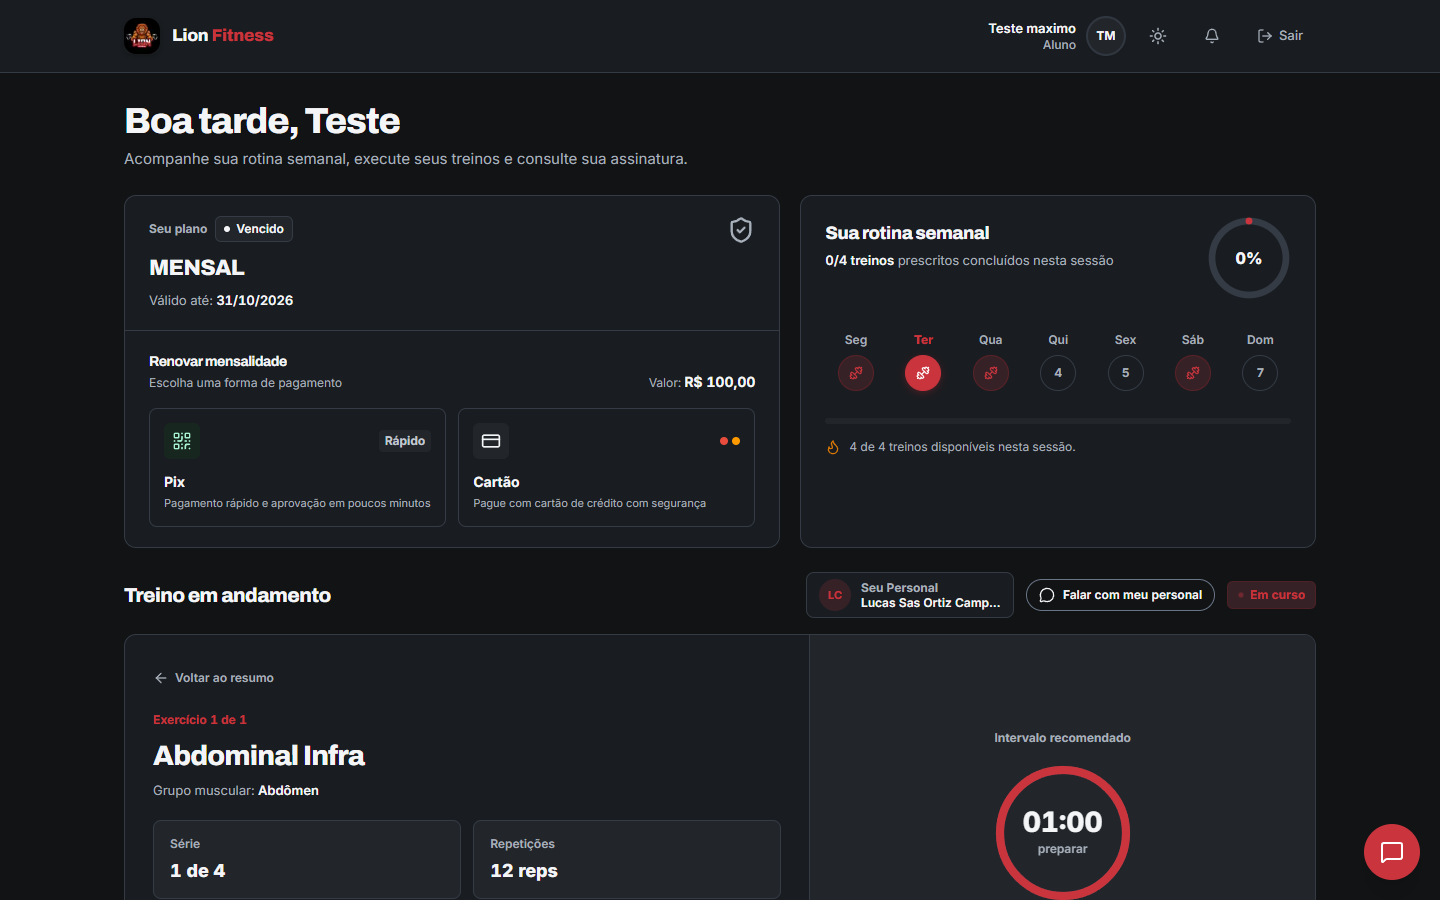 Lion Fitness
Teste maximo
Aluno
TM
Sair
Boa tarde, Teste
Acompanhe sua rotina semanal, execute seus treinos e consulte sua assinatura.
Seu plano
Vencido
MENSAL
Válido até: 31/10/2026
Renovar mensalidade
Escolha uma forma de pagamento
Valor: R$ 100,00
Rápido
Pix
Pagamento rápido e aprovação em poucos minutos
Cartão
Pague com cartão de crédito com segurança
Sua rotina semanal
0/4 treinos prescritos concluídos nesta sessão
0%
Seg Ter Qua Qui Sex Sáb Dom
4 5 7
4 de 4 treinos disponíveis nesta sessão.
Treino em andamento
LC
Seu Personal
Lucas Sas Ortiz Camp...
Falar com meu personal
Em curso
Voltar ao resumo
Exercício 1 de 1
Abdominal Infra
Grupo muscular: Abdômen
Série
1 de 4
Repetições
12 reps
Intervalo recomendado
01:00
preparar